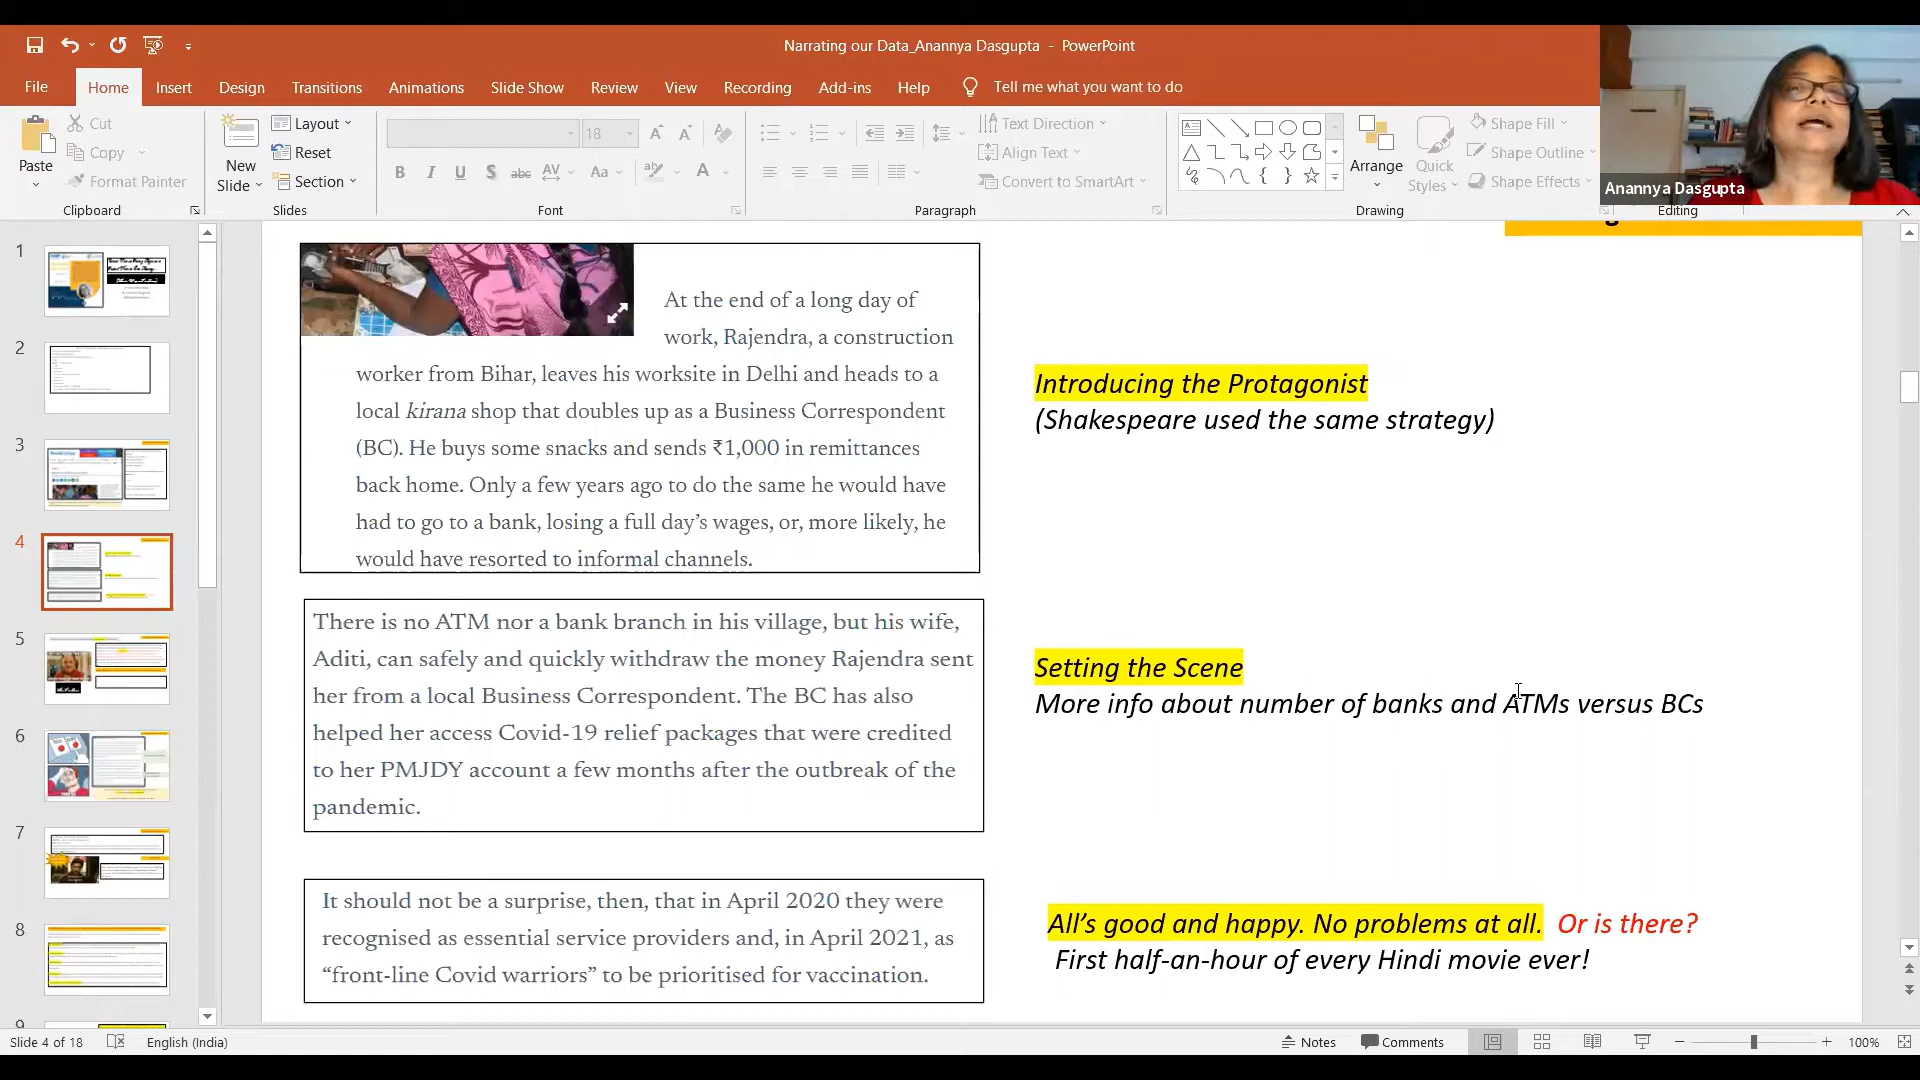 Narrating our Data_Anannya Dasgupta - PowerPoint
File Home Insert Design Transitions Animations Slide Show Review View Recording Add-ins Help Tell me what you want to do
Paste
Cut
Copy
Format Painter
Clipboard
New Slide
Layout
Reset
Section
Slides
18
B I U S abc AV Aa A
Font
Text Direction
Align Text
Convert to SmartArt
Paragraph
Arrange
Quick Styles
Shape Fill
Shape Outline
Shape Effects
Drawing
Editing
Anannya Dasgupta
1
2
3
4
5
6
7
8
9
At the end of a long day of
work, Rajendra, a construction
worker from Bihar, leaves his worksite in Delhi and heads to a
local kirana shop that doubles up as a Business Correspondent
(BC). He buys some snacks and sends ₹1,000 in remittances
back home. Only a few years ago to do the same he would have
had to go to a bank, losing a full day’s wages, or, more likely, he
would have resorted to informal channels.
Introducing the Protagonist
(Shakespeare used the same strategy)
There is no ATM nor a bank branch in his village, but his wife,
Aditi, can safely and quickly withdraw the money Rajendra sent
her from a local Business Correspondent. The BC has also
helped her access Covid-19 relief packages that were credited
to her PMJDY account a few months after the outbreak of the
pandemic.
Setting the Scene
More info about number of banks and ATMs versus BCs
It should not be a surprise, then, that in April 2020 they were
recognised as essential service providers and, in April 2021, as
“front-line Covid warriors” to be prioritised for vaccination.
All’s good and happy. No problems at all. Or is there?
First half-an-hour of every Hindi movie ever!
Slide 4 of 18
English (India)
Notes
Comments
100%